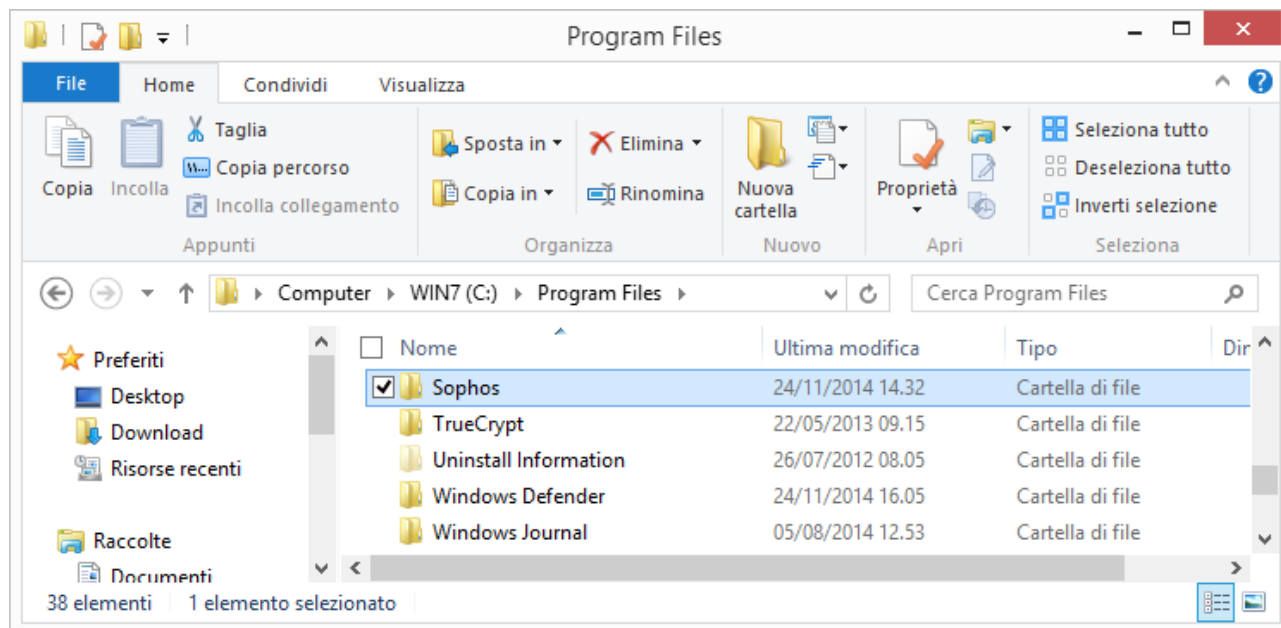 Program Files
File Home Condividi Visualizza
Copia
Incolla
Taglia
Copia percorso
Incolla collegamento
Appunti
Sposta in
Copia in
Elimina
Rinomina
Organizza
Nuova
cartella
Nuovo
Proprietà
Apri
Seleziona tutto
Deseleziona tutto
Inverti selezione
Seleziona
Computer WIN7 (C:) Program Files
Cerca Program Files
Preferiti
Desktop
Download
Risorse recenti
Raccolte
Documenti
Nome Ultima modifica Tipo Dir
Sophos 24/11/2014 14.32 Cartella di file
TrueCrypt 22/05/2013 09.15 Cartella di file
Uninstall Information 26/07/2012 08.05 Cartella di file
Windows Defender 24/11/2014 16.05 Cartella di file
Windows Journal 05/08/2014 12.53 Cartella di file
38 elementi 1 elemento selezionato